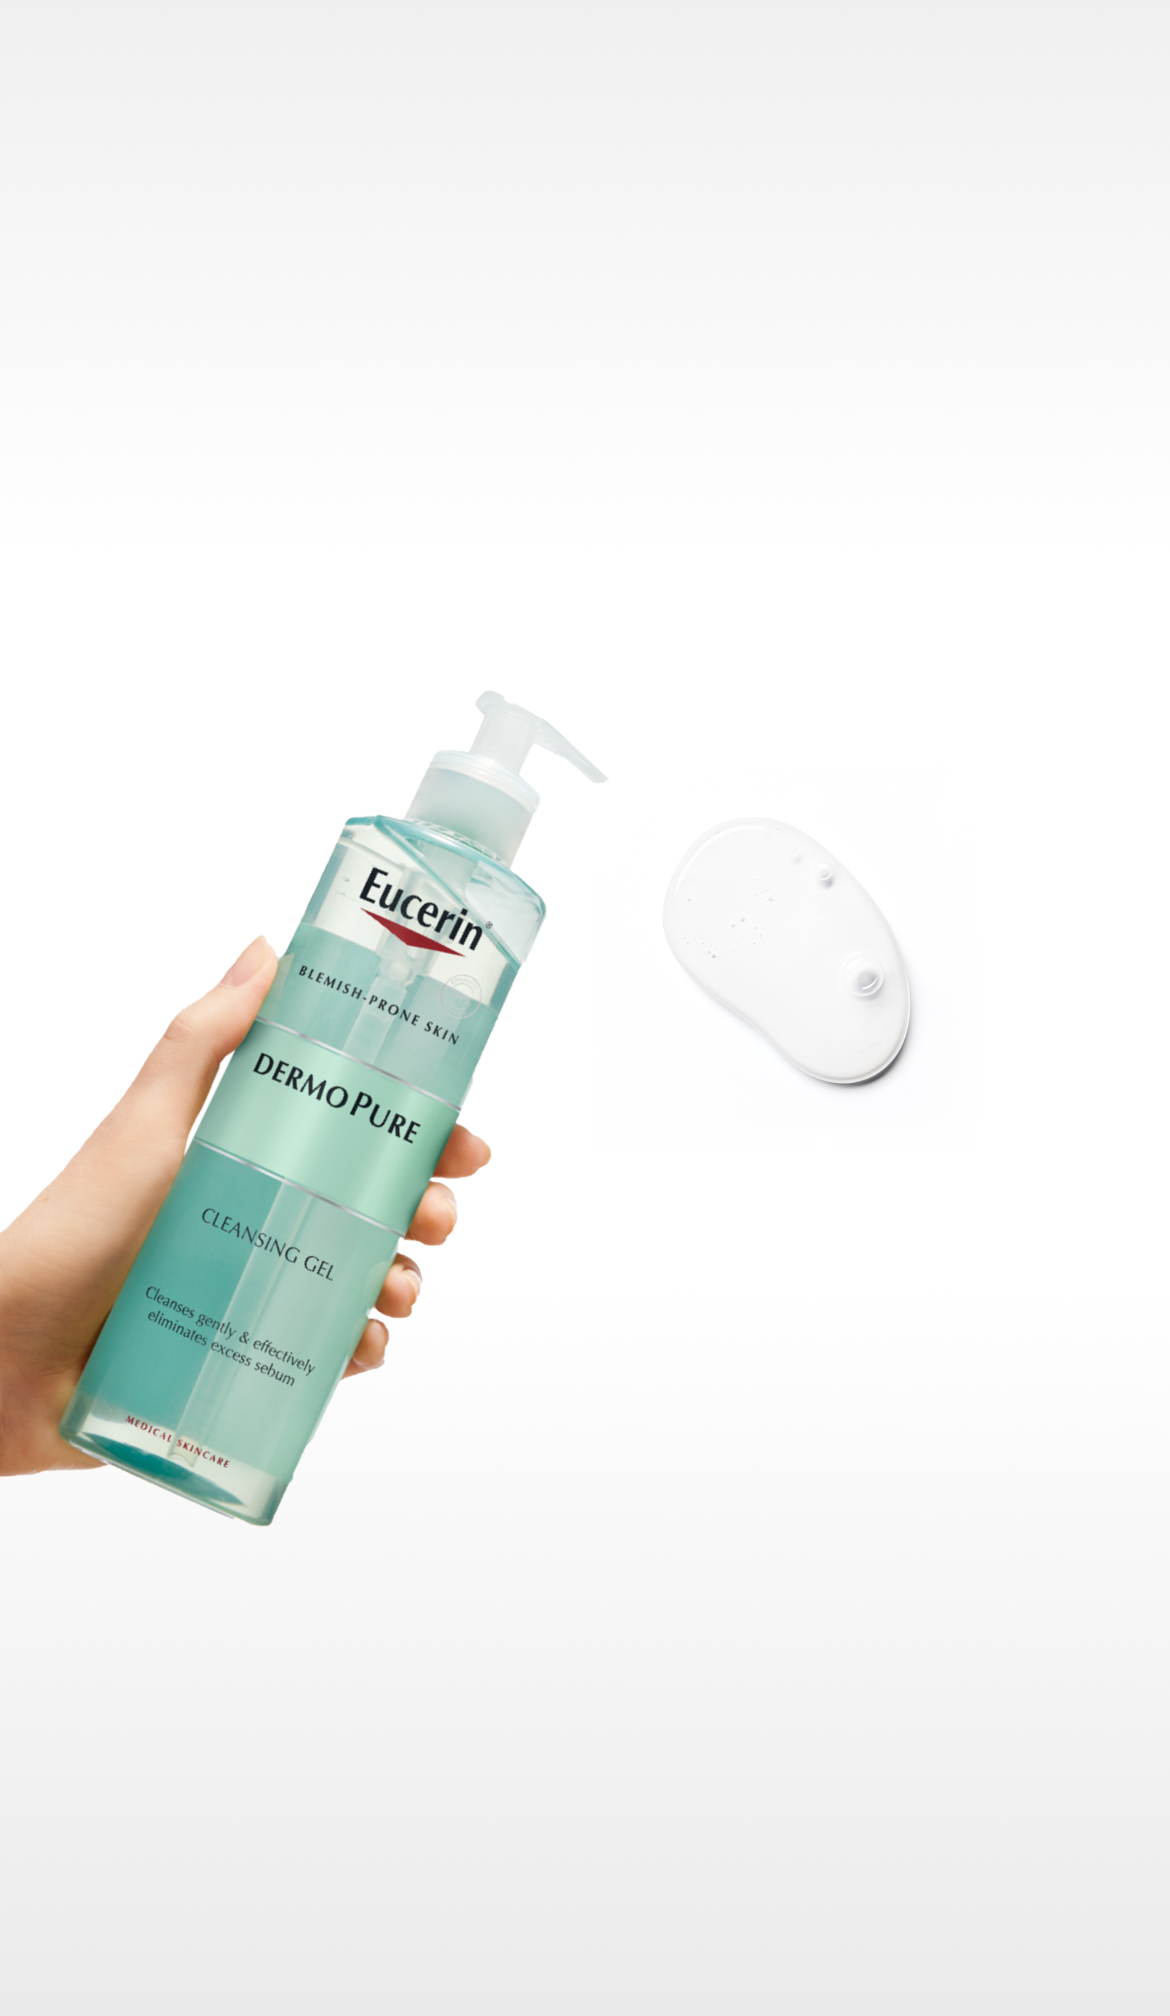 Eucerin®
BLEMISH-PRONE SKIN
DERMOPURE
CLEANSING GEL
Cleanses gently & effectively
eliminates excess sebum
MEDICAL SKINCARE